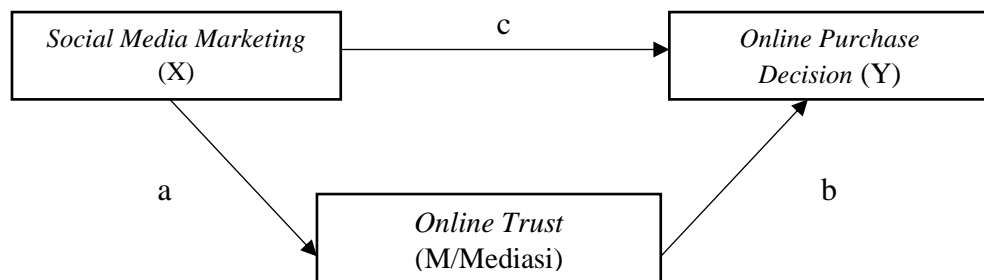 Social Media Marketing
(X)
c
Online Purchase
Decision (Y)
a
b
Online Trust
(M/Mediasi)